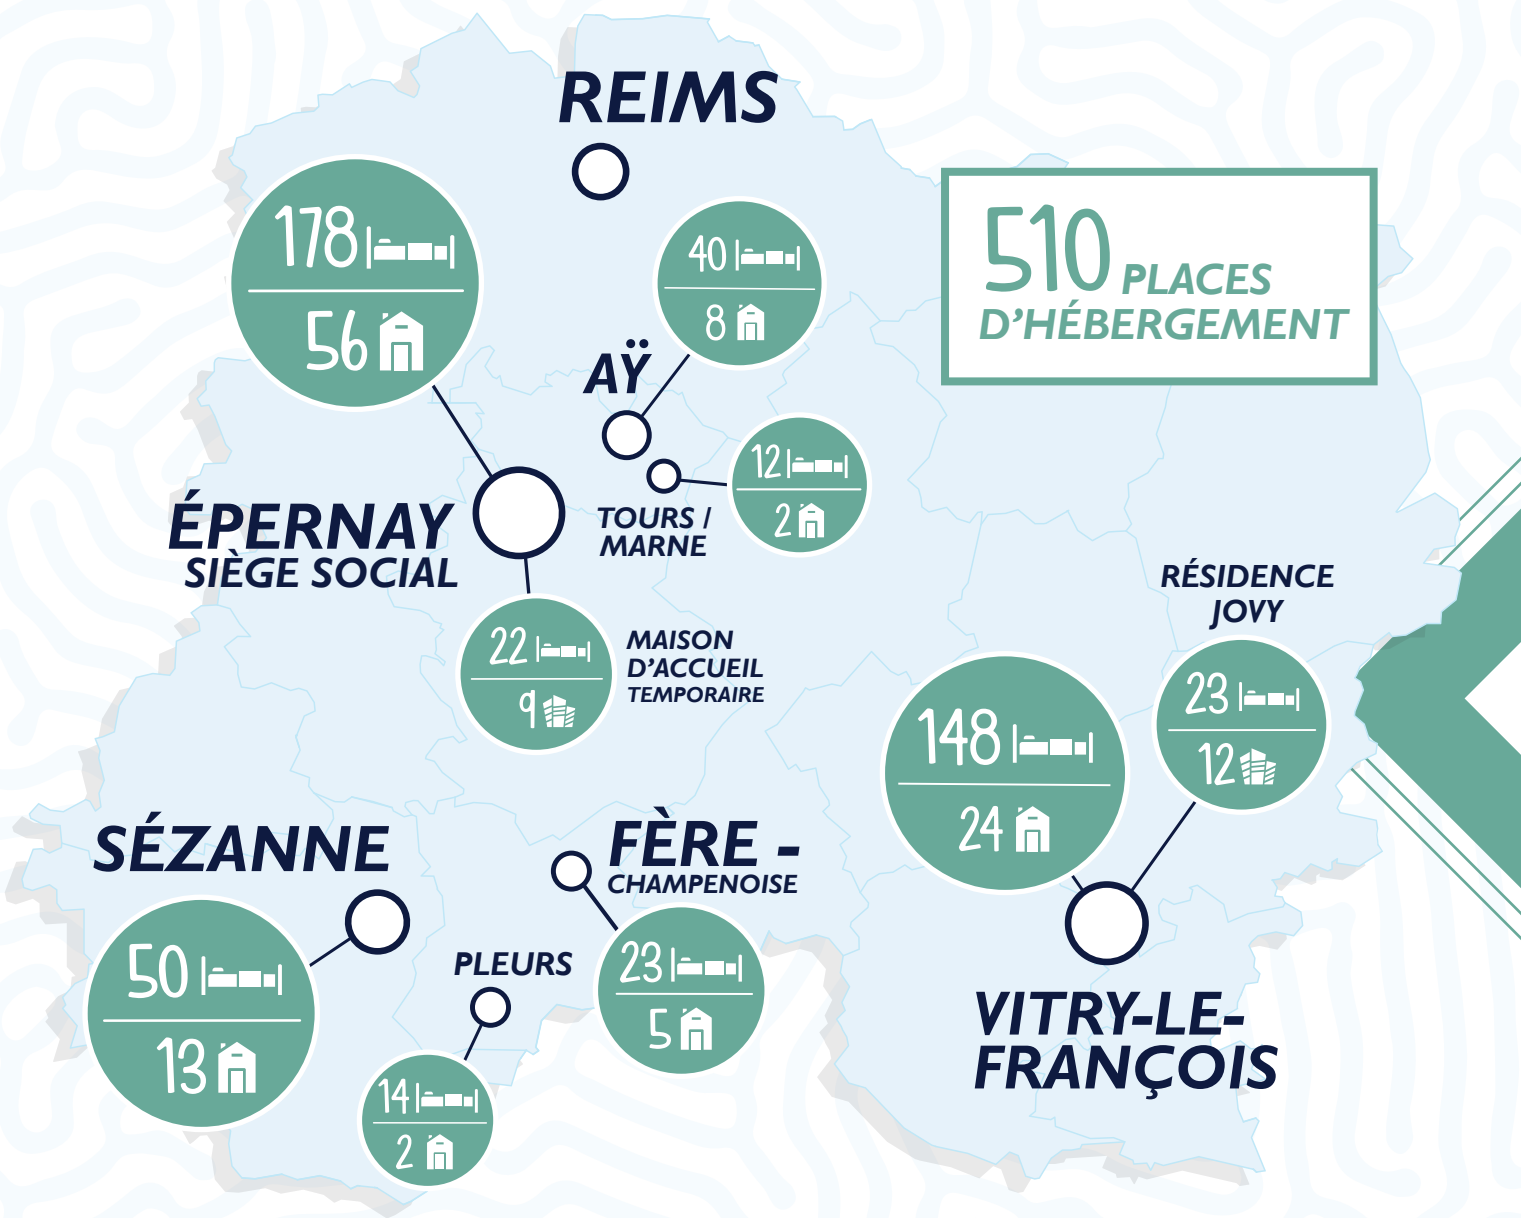 REIMS
178
56
40
8
510 PLACES
D’HÉBERGEMENT
AŸ
12
2
TOURS /
MARNE
ÉPERNAY
SIÈGE SOCIAL
22
9
MAISON
D’ACCUEIL
TEMPORAIRE
RÉSIDENCE
JOVY
23
12
148
24
SÉZANNE
50
13
FÈRE -
CHAMPENOISE
23
5
PLEURS
14
2
VITRY-LE-
FRANÇOIS